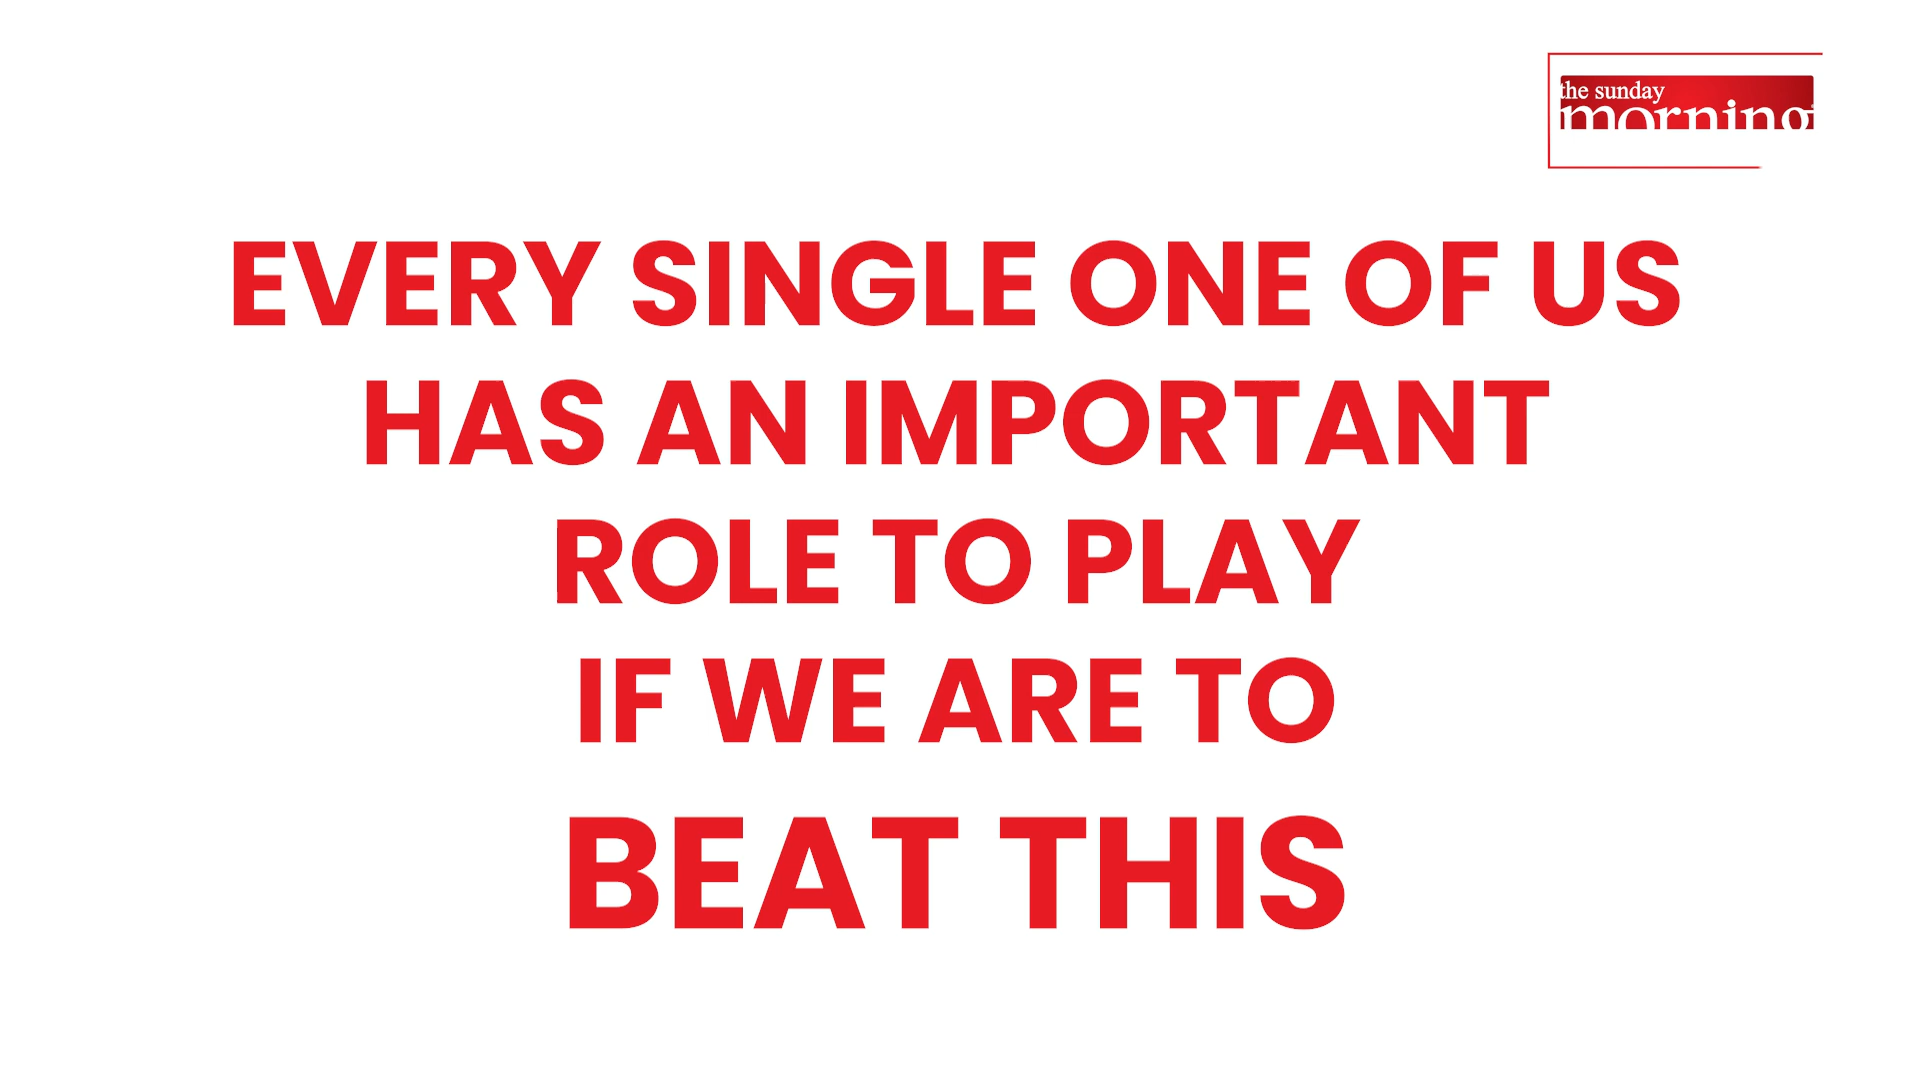 the sunday
morning
EVERY SINGLE ONE OF US
HAS AN IMPORTANT
ROLE TO PLAY
IF WE ARE TO
BEAT THIS